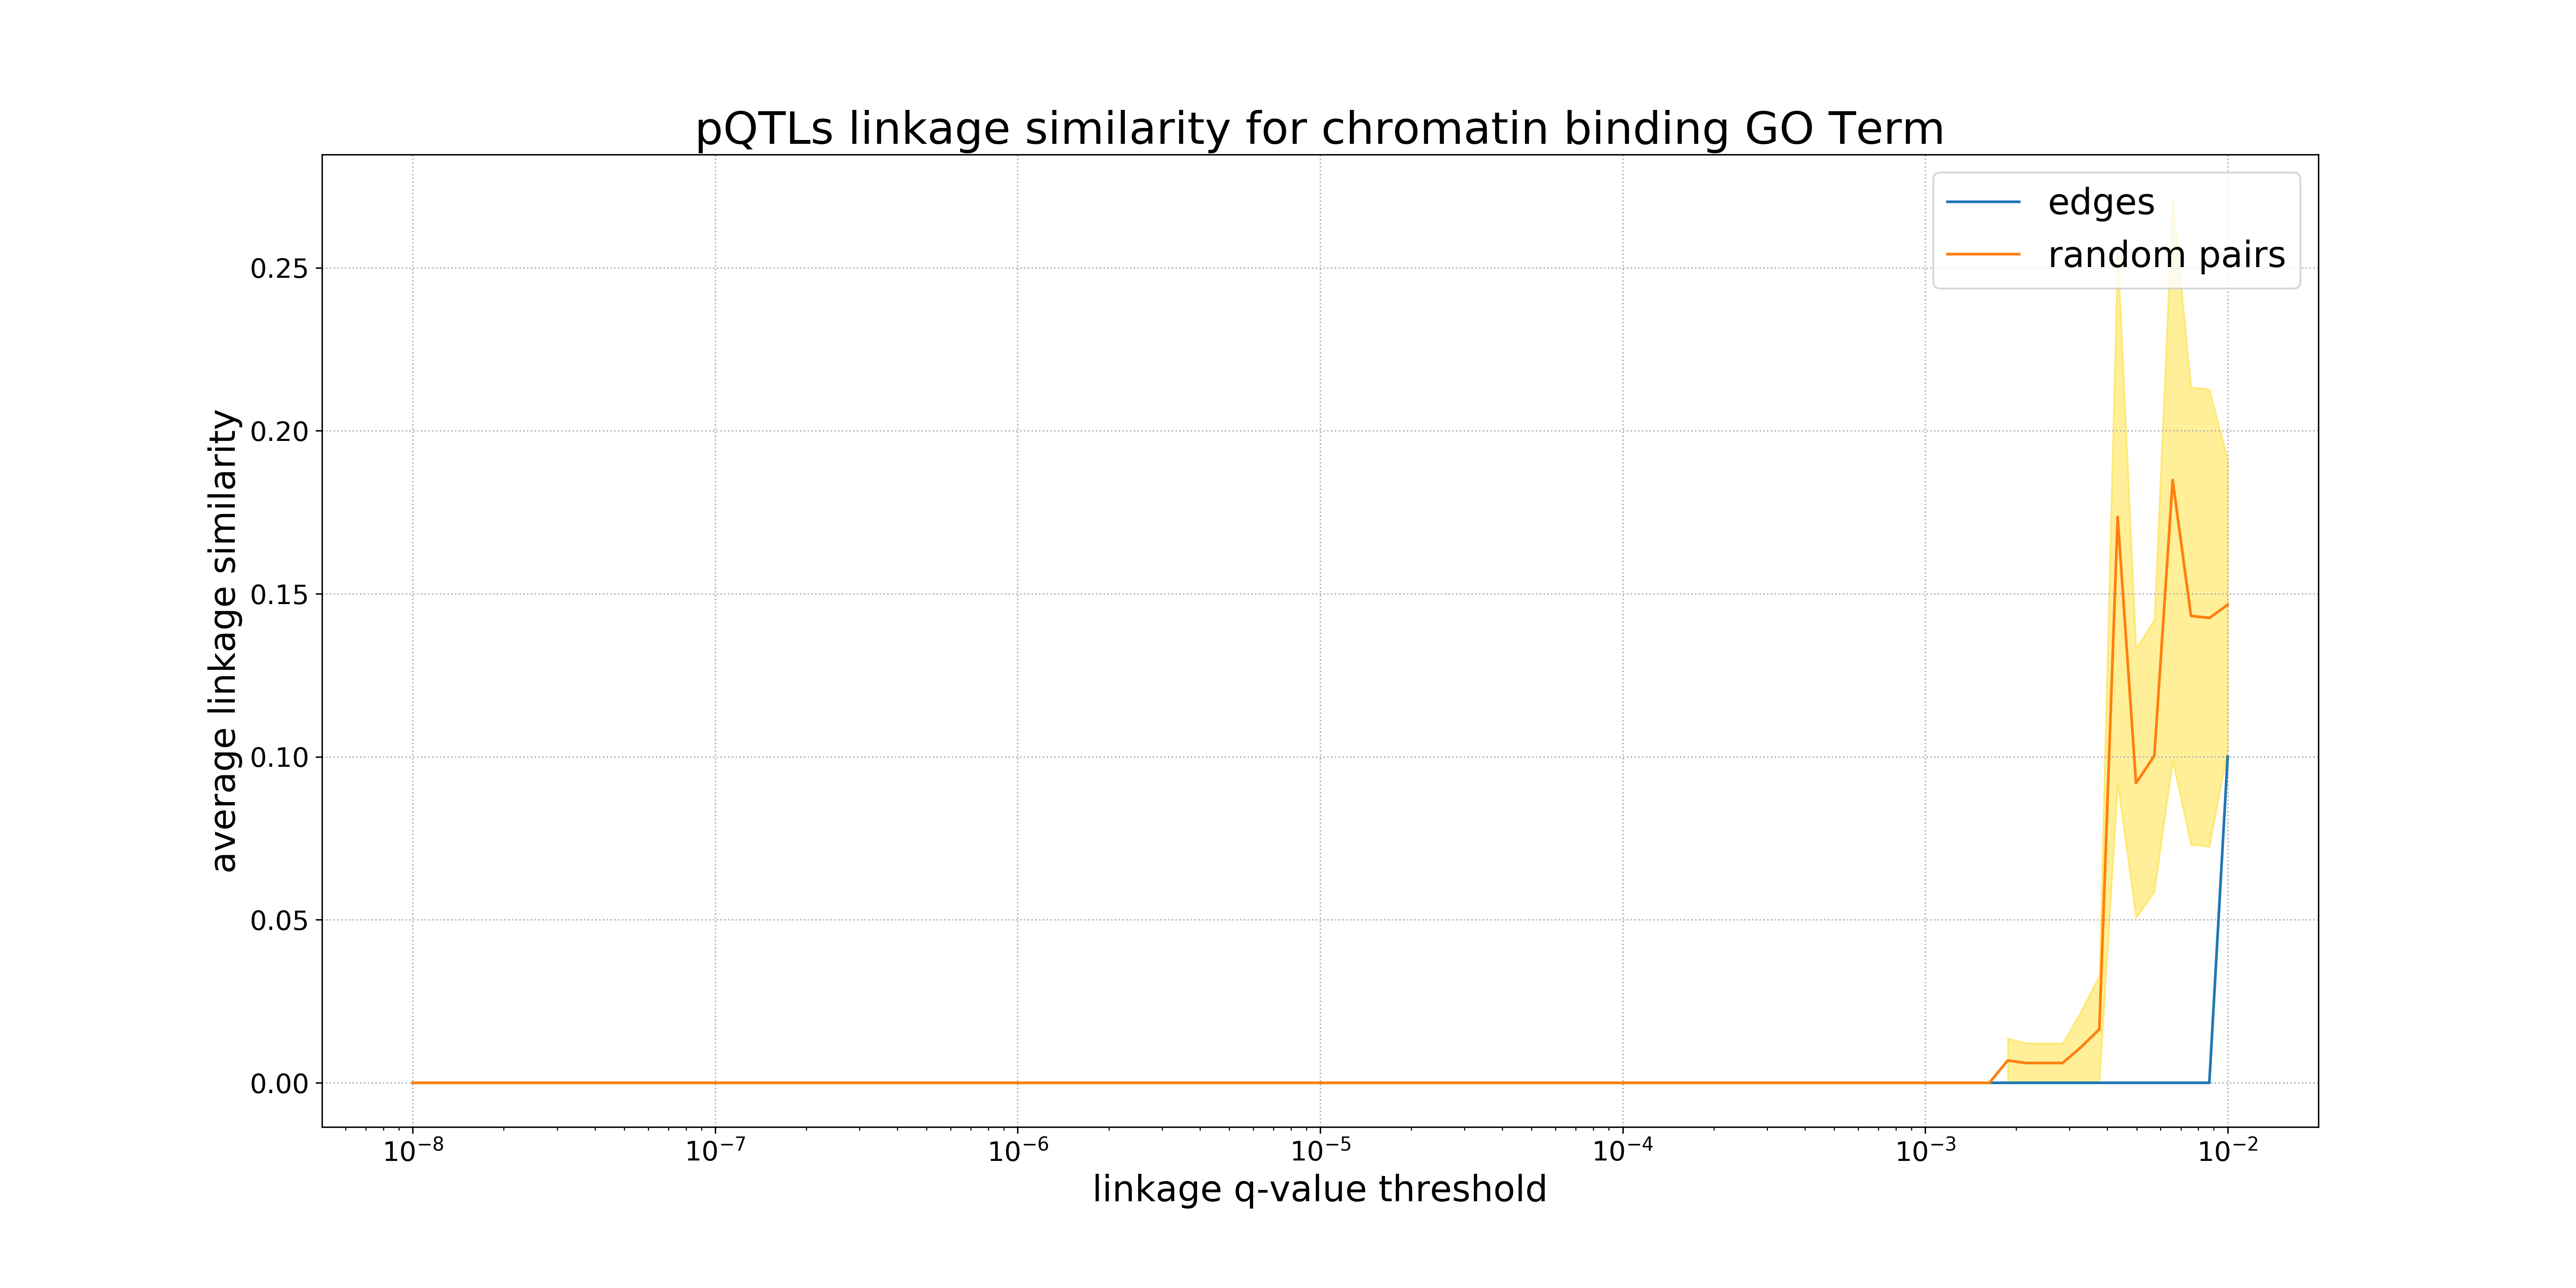 pQTLs linkage similarity for chromatin binding GO Term
edges
random pairs
average linkage similarity
0.25
0.20
0.15
0.10
0.05
0.00
10⁻⁸ 10⁻⁷ 10⁻⁶ 10⁻⁵ 10⁻⁴ 10⁻³ 10⁻²
linkage q-value threshold